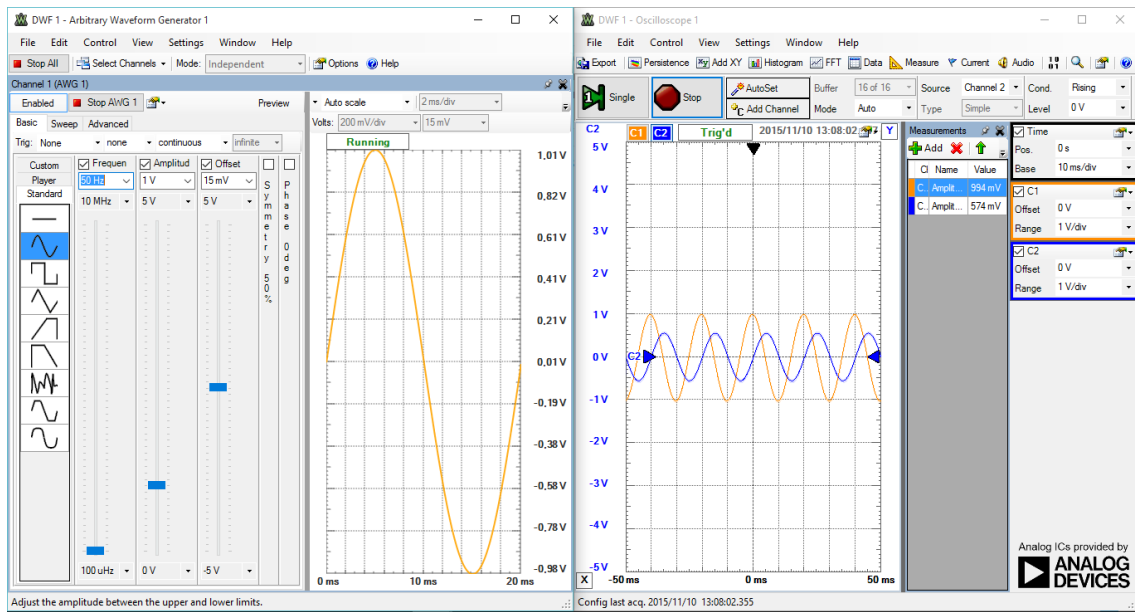 DWF 1 - Arbitrary Waveform Generator 1
File Edit Control View Settings Window Help
Stop All Select Channels Mode: Independent Options Help
Channel 1 (AWG 1)
Enabled Stop AWG 1 Preview
Basic Sweep Advanced
Trig: None none continuous infinite
Custom
Player
Standard
Frequen Amplitud Offset
50 Hz 1 V 15 mV
10 MHz 5 V 5 V
100 uHz 0 V -5 V
Symmetry 50%
Phase 0 deg
Auto scale 2 ms/div
Volts: 200 mV/div 15 mV
Running
1,01 V
0,82 V
0,61 V
0,41 V
0,21 V
0,01 V
-0,19 V
-0,38 V
-0,58 V
-0,78 V
-0,98 V
0 ms 10 ms 20 ms
Adjust the amplitude between the upper and lower limits.
DWF 1 - Oscilloscope 1
File Edit Control View Settings Window Help
Export Persistence Add XY Histogram FFT Data Measure Current Audio
Single Stop AutoSet Buffer 16 of 16 Source Channel 2 Cond. Rising
Add Channel Mode Auto Type Simple Level 0 V
C2 C1 C2 Trig'd 2015/11/10 13:08:02 Y
5 V
4 V
3 V
2 V
1 V
0 V C2
-1 V
-2 V
-3 V
-4 V
-5 V
X -50 ms 0 ms 50 ms
Measurements
Add
Cl Name Value
C.. Amplit... 994 mV
C.. Amplit... 574 mV
Time
Pos. 0 s
Base 10 ms/div
C1
Offset 0 V
Range 1 V/div
C2
Offset 0 V
Range 1 V/div
Analog ICs provided by
ANALOG
DEVICES
Config last acq. 2015/11/10 13:08:02.355